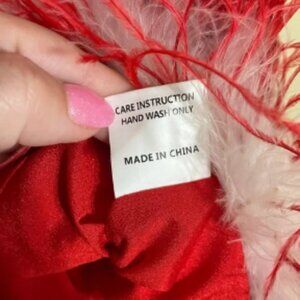 CARE INSTRUCTION
HAND WASH ONLY
MADE IN CHINA